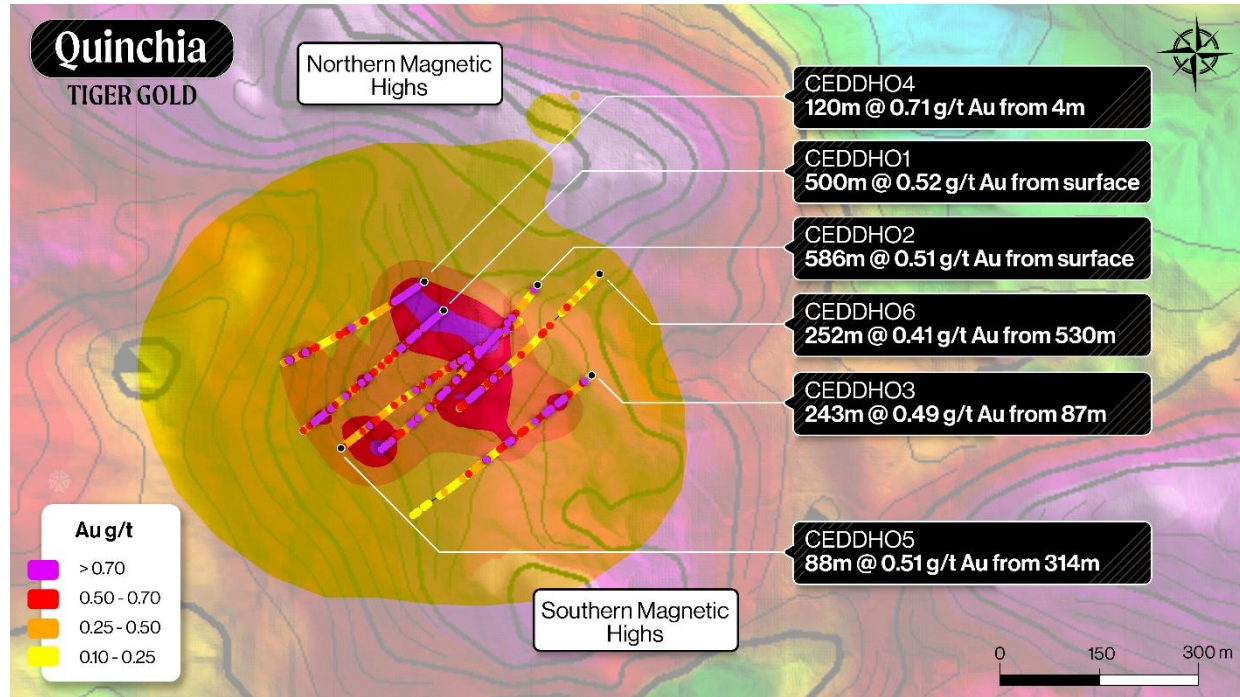 Quinchia
TIGER GOLD
Northern Magnetic
Highs
CEDDHO4
120m @ 0.71 g/t Au from 4m
CEDDHO1
500m @ 0.52 g/t Au from surface
CEDDHO2
586m @ 0.51 g/t Au from surface
CEDDHO6
252m @ 0.41 g/t Au from 530m
CEDDHO3
243m @ 0.49 g/t Au from 87m
CEDDHO5
88m @ 0.51 g/t Au from 314m
Southern Magnetic
Highs
Au g/t
> 0.70
0.50 - 0.70
0.25 - 0.50
0.10 - 0.25
0 150 300 m